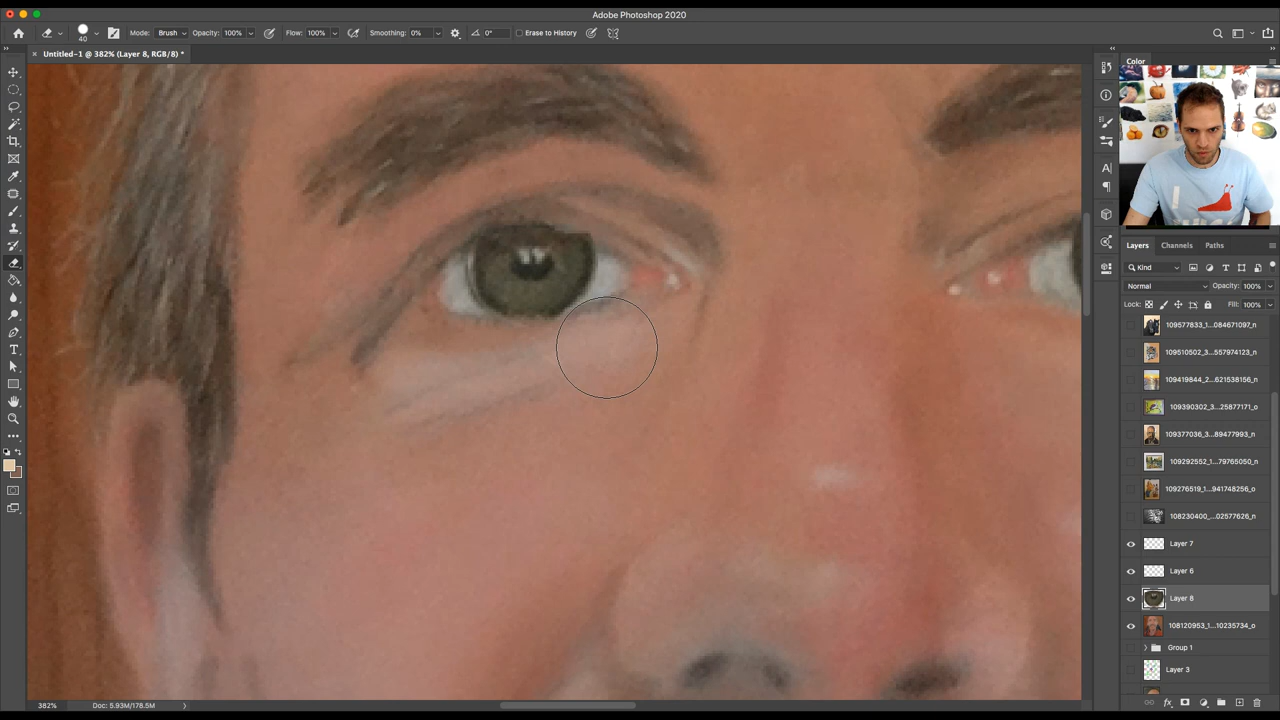 Adobe Photoshop 2020
40
Mode: Brush Opacity: 100% Flow: 100% Smoothing: 0% 0° Erase to History
Untitled-1 @ 382% (Layer 8, RGB/8) *
Color
Layers Channels Paths
Kind
Normal Opacity: 100%
Lock: Fill: 100%
109577833_1...084671097_n
109510502_3...557974123_n
109419844_2...621538156_n
109390302_3...25877171_o
109377036_3...89477993_n
109292552_1...79765050_n
109276519_1...941748256_o
108230400_...02577626_n
Layer 7
Layer 6
Layer 8
108120953_1...10235734_o
Group 1
Layer 3
382% Doc: 5.93M/178.5M